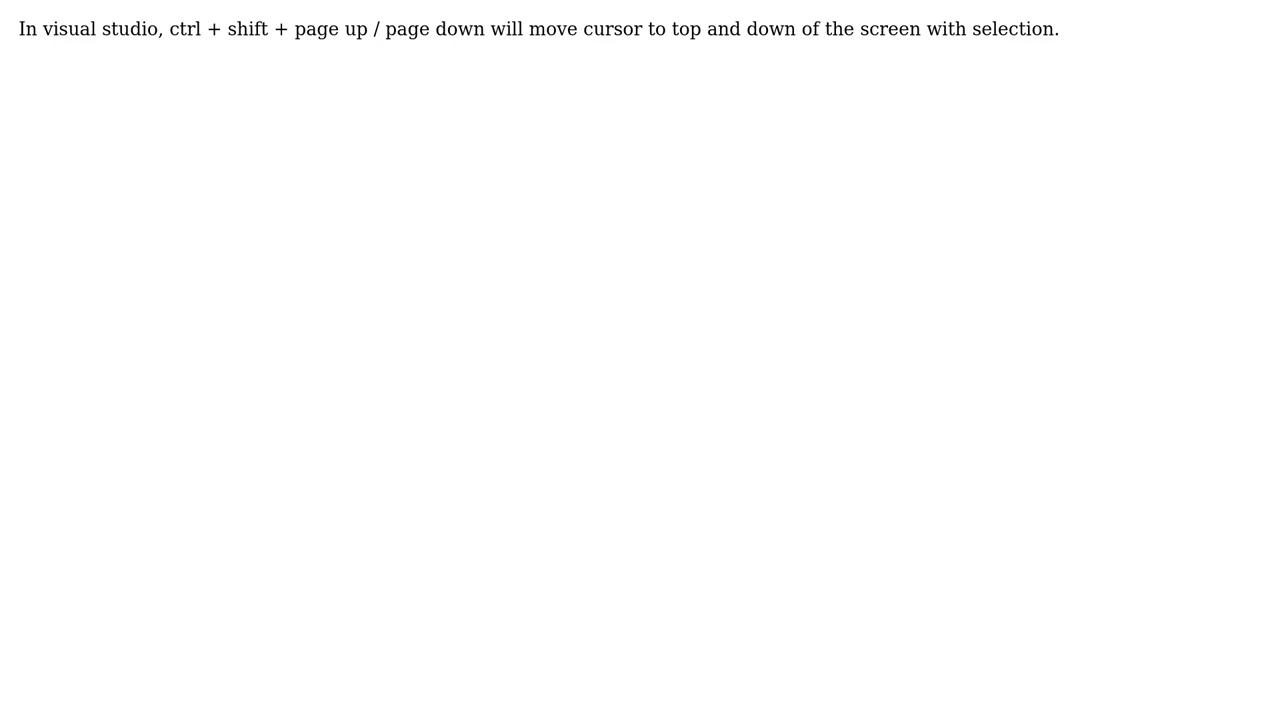 In visual studio, ctrl + shift + page up / page down will move cursor to top and down of the screen with selection.